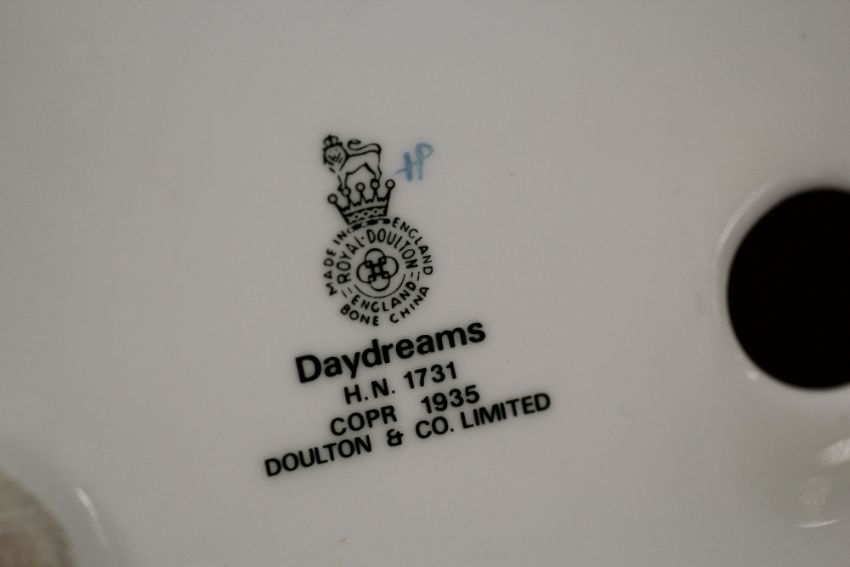 HP
MADE IN ENGLAND
ROYAL·DOULTON
ENGLAND
BONE CHINA
Daydreams
H.N. 1731
COPR 1935
DOULTON & CO. LIMITED